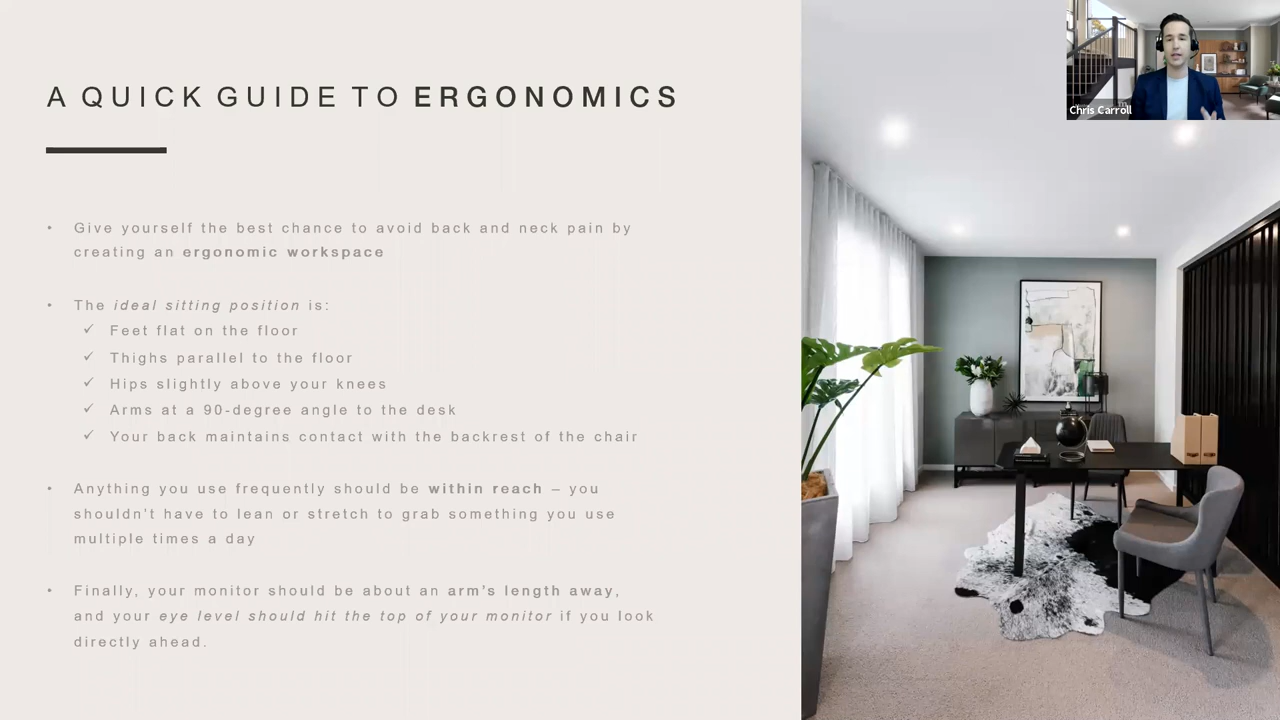 A QUICK GUIDE TO ERGONOMICS
Chris Carroll
• Give yourself the best chance to avoid back and neck pain by
creating an ergonomic workspace
• The ideal sitting position is:
✓ Feet flat on the floor
✓ Thighs parallel to the floor
✓ Hips slightly above your knees
✓ Arms at a 90-degree angle to the desk
✓ Your back maintains contact with the backrest of the chair
• Anything you use frequently should be within reach – you
shouldn't have to lean or stretch to grab something you use
multiple times a day
• Finally, your monitor should be about an arm's length away,
and your eye level should hit the top of your monitor if you look
directly ahead.